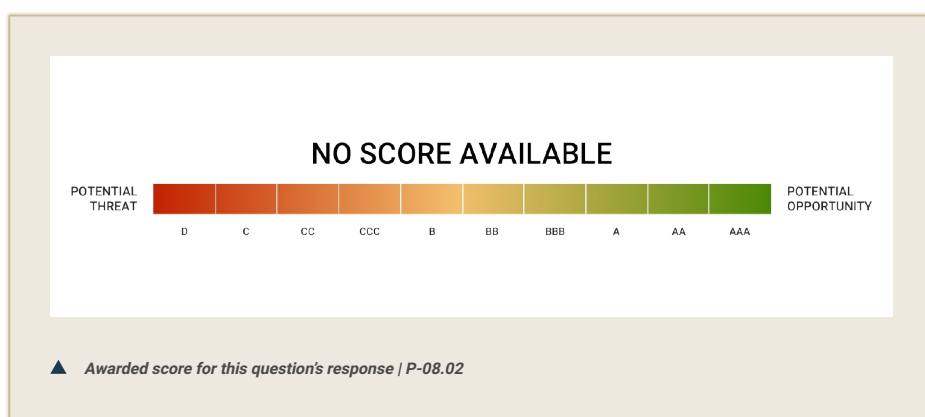 NO SCORE AVAILABLE
POTENTIAL
THREAT
POTENTIAL
OPPORTUNITY
D C CC CCC B BB BBB A AA AAA
Awarded score for this question's response | P-08.02